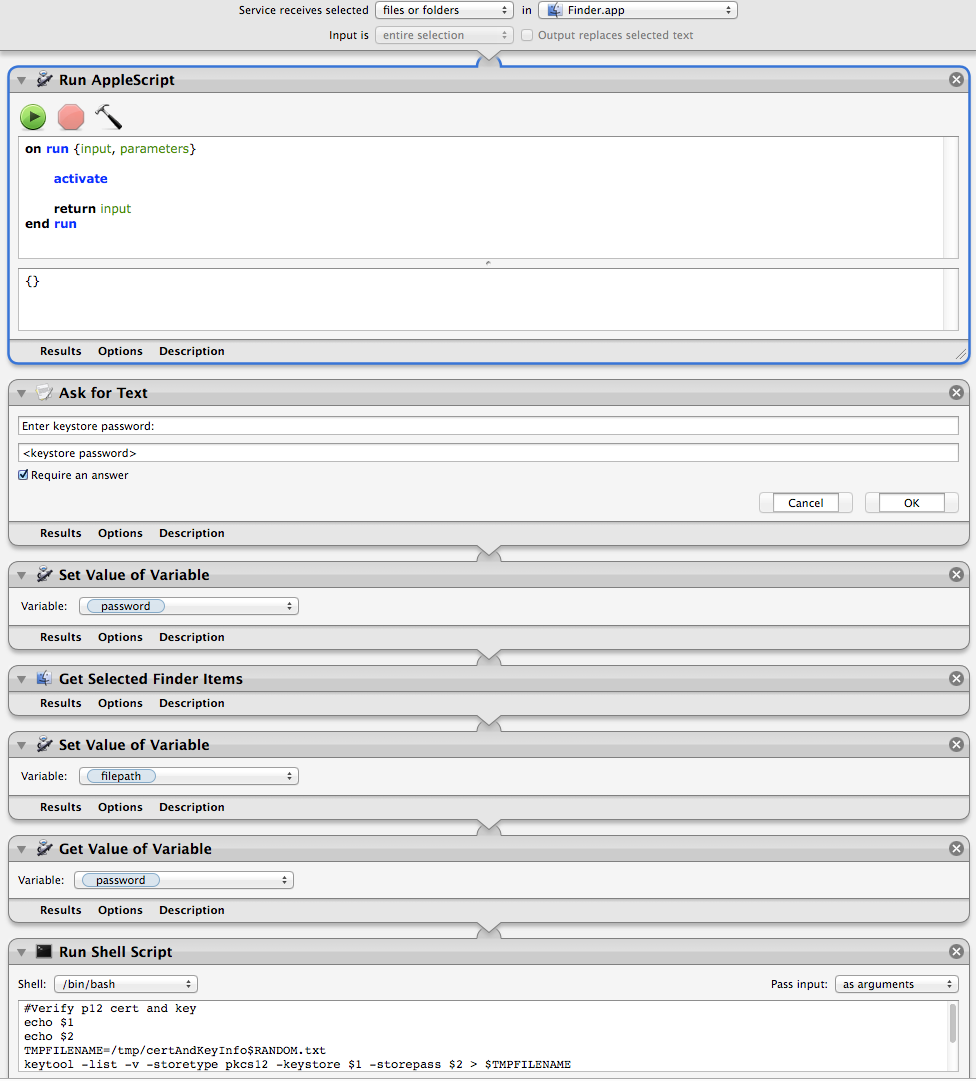 Service receives selected files or folders in Finder.app
Input is entire selection Output replaces selected text
Run AppleScript
on run {input, parameters}
activate
return input
end run
{}
Results Options Description
Ask for Text
Enter keystore password:
<keystore password>
Require an answer
Cancel OK
Results Options Description
Set Value of Variable
Variable: password
Results Options Description
Get Selected Finder Items
Results Options Description
Set Value of Variable
Variable: filepath
Results Options Description
Get Value of Variable
Variable: password
Results Options Description
Run Shell Script
Shell: /bin/bash Pass input: as arguments
#Verify p12 cert and key
echo $1
echo $2
TMPFILENAME=/tmp/certAndKeyInfo$RANDOM.txt
keytool -list -v -storetype pkcs12 -keystore $1 -storepass $2 > $TMPFILENAME